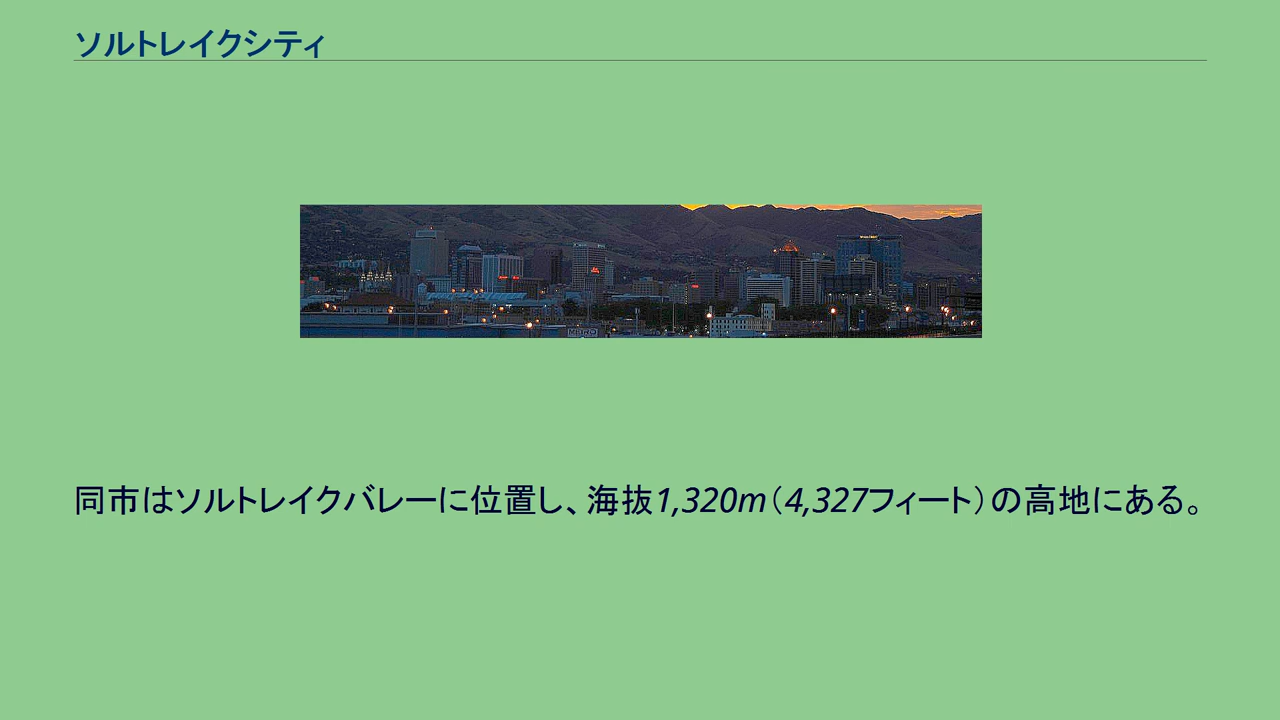 ソルトレイクシティ
同市はソルトレイクバレーに位置し、海抜1,320m（4,327フィート）の高地にある。